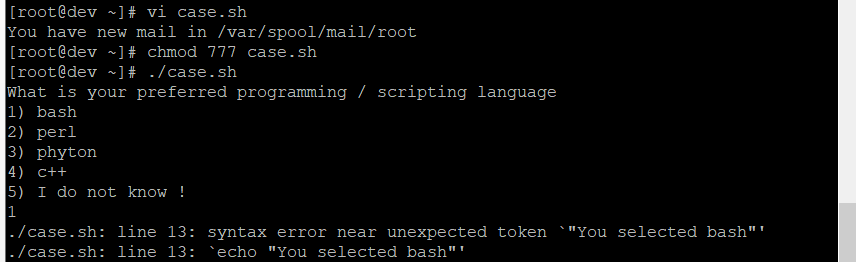 [root@dev ~]# vi case.sh
You have new mail in /var/spool/mail/root
[root@dev ~]# chmod 777 case.sh
[root@dev ~]# ./case.sh
What is your preferred programming / scripting language
1) bash
2) perl
3) phyton
4) c++
5) I do not know !
1
./case.sh: line 13: syntax error near unexpected token `"You selected bash"'
./case.sh: line 13: `echo "You selected bash"'